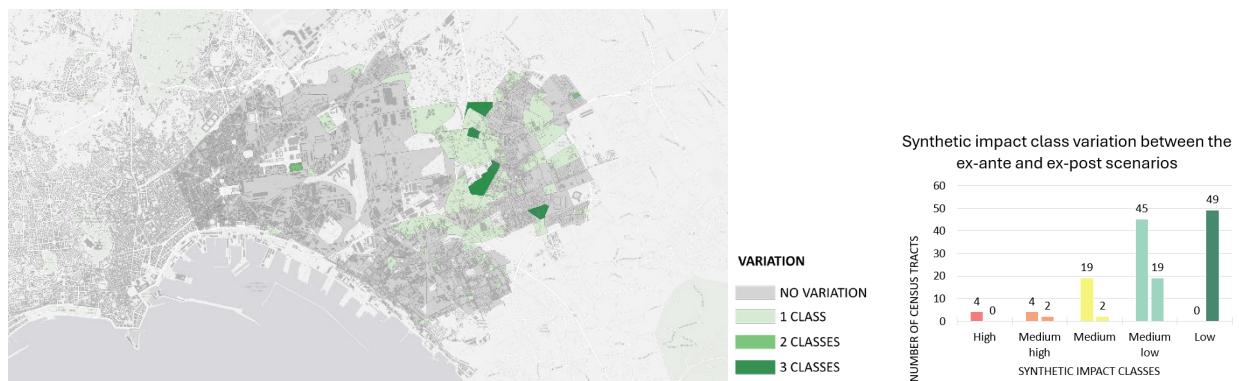 VARIATION
NO VARIATION
1 CLASS
2 CLASSES
3 CLASSES
Synthetic impact class variation between the
ex-ante and ex-post scenarios
NUMBER OF CENSUS TRACTS
60
50
40
30
20
10
0
4
0
4
2
19
2
45
19
0
49
High
Medium
high
Medium
Medium
low
Low
SYNTHETIC IMPACT CLASSES